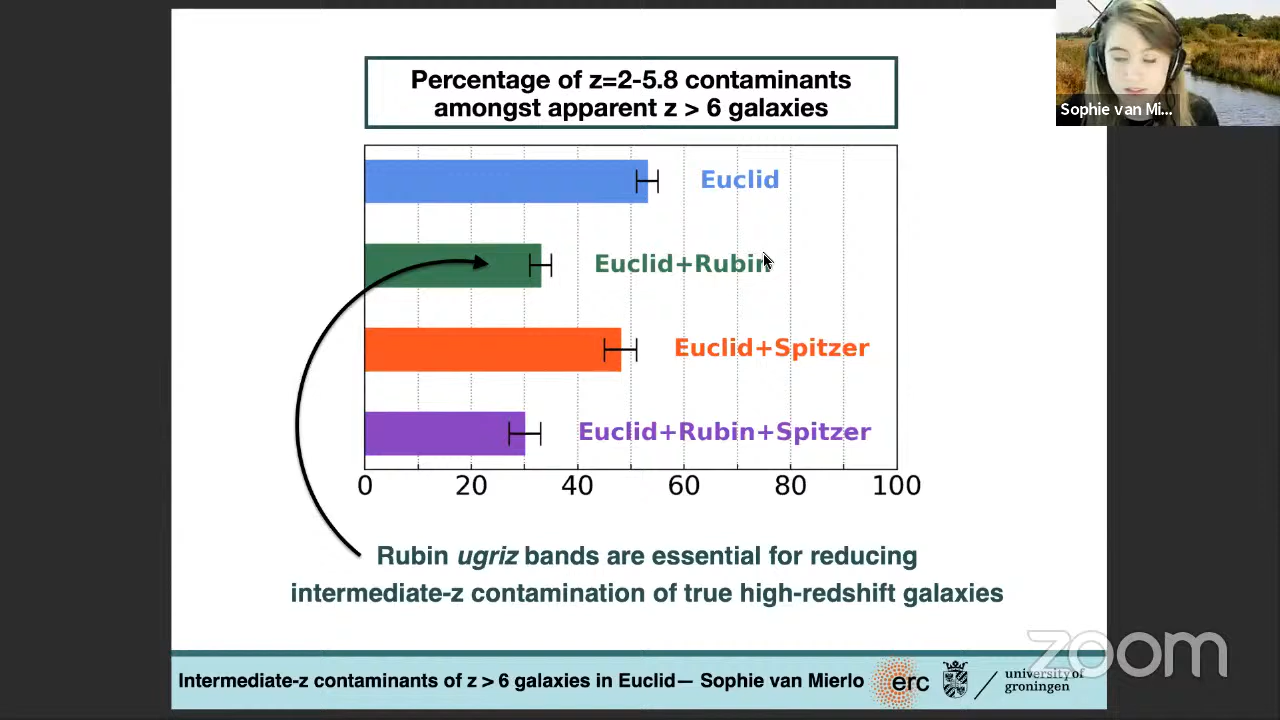 Percentage of z=2-5.8 contaminants
amongst apparent z > 6 galaxies
Sophie van Mi...
Euclid
Euclid+Rubin
Euclid+Spitzer
Euclid+Rubin+Spitzer
0 20 40 60 80 100
Rubin ugriz bands are essential for reducing
intermediate-z contamination of true high-redshift galaxies
zoom
Intermediate-z contaminants of z > 6 galaxies in Euclid— Sophie van Mierlo
erc
university of
groningen